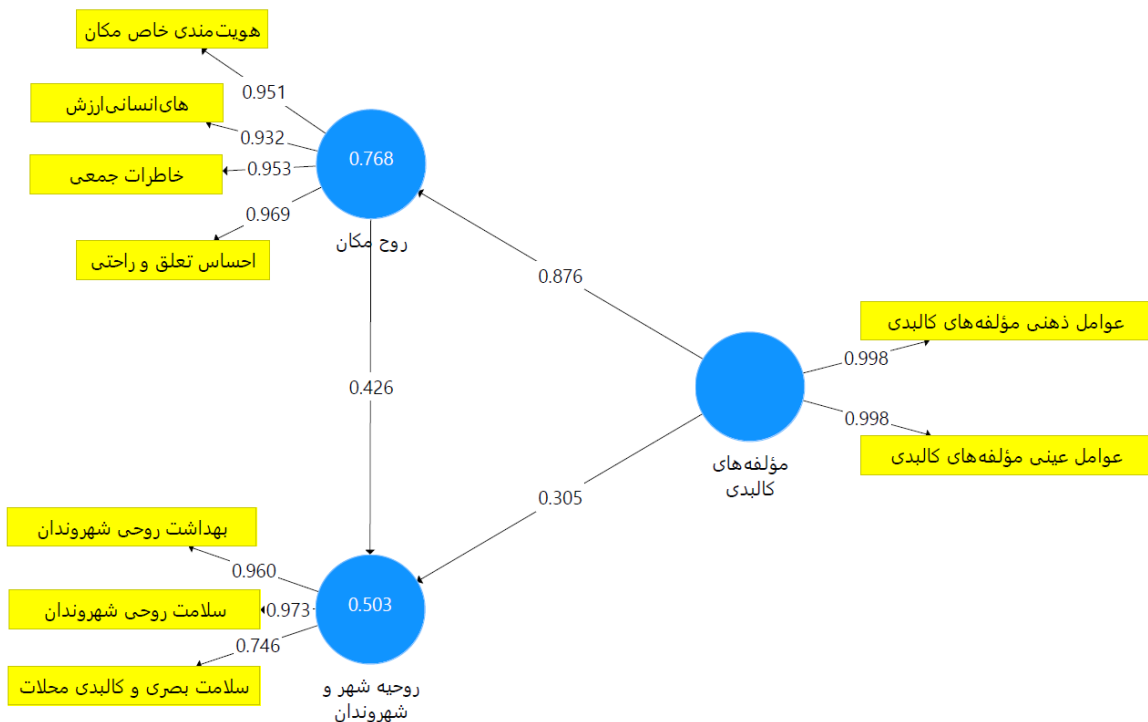 هویت‌مندی خاص مکان
0.951
های‌انسانی‌ارزش
0.932
0.768
خاطرات جمعی
0.953
0.969
احساس تعلق و راحتی
روح مکان
0.876
عوامل ذهنی مؤلفه‌های کالبدی
0.998
0.426
0.998
عوامل عینی مؤلفه‌های کالبدی
مؤلفه‌های
کالبدی
0.305
بهداشت روحی شهروندان
0.960
سلامت روحی شهروندان
0.973
0.503
0.746
سلامت بصری و کالبدی محلات
روحیه شهر و
شهروندان